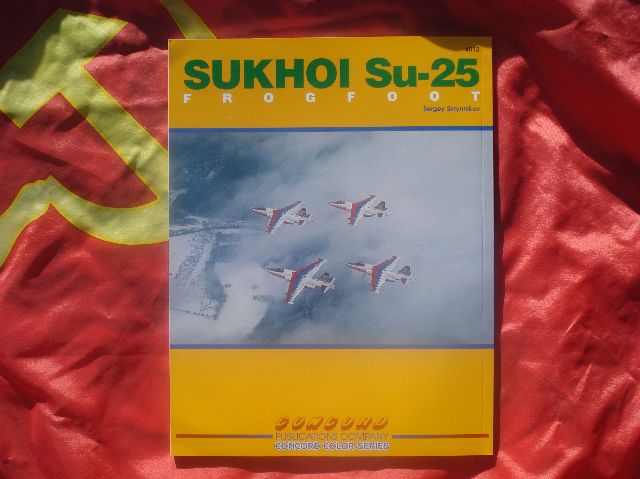 4012
SUKHOI Su-25
FROGFOOT
Sergey Skrynnikov
CONCORD
PUBLICATIONS COMPANY
CONCORD COLOR SERIES